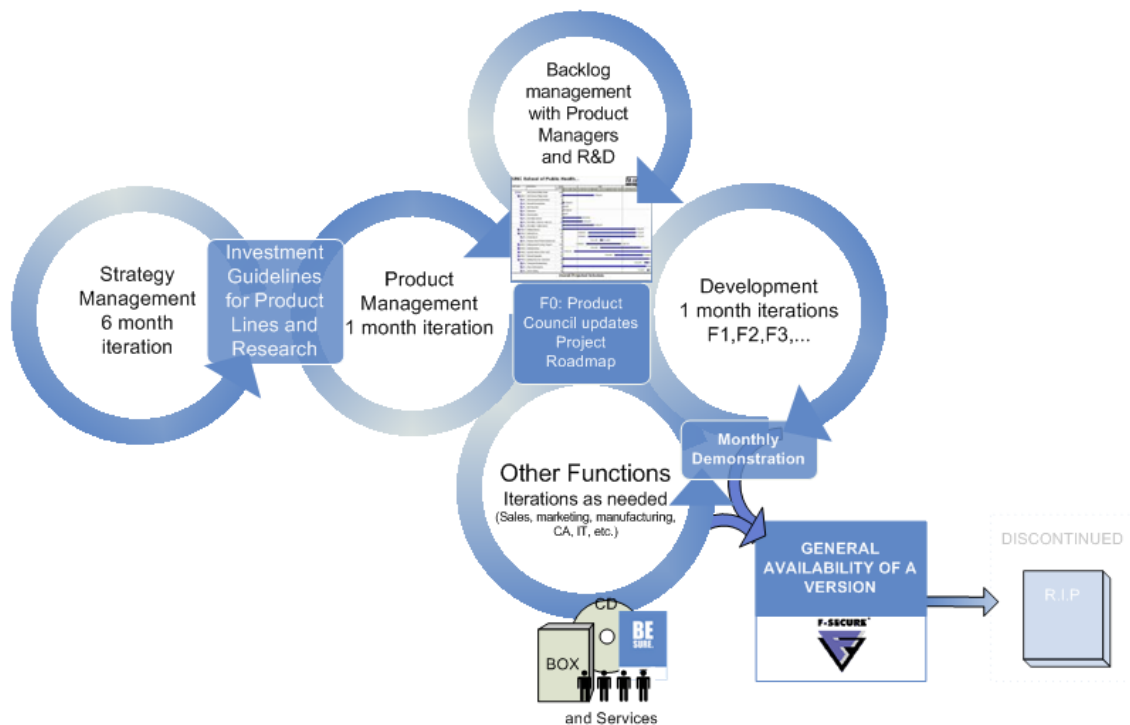 Backlog
management
with Product
Managers
and R&D
Strategy
Management
6 month
iteration
Investment
Guidelines
for Product
Lines and
Research
Product
Management
1 month iteration
F0: Product
Council updates
Project
Roadmap
Development
1 month iterations
F1,F2,F3,...
Monthly
Demonstration
Other Functions
Iterations as needed
(Sales, marketing, manufacturing,
CA, IT, etc.)
CD
BE
SURE.
BOX
and Services
GENERAL
AVAILABILITY OF A
VERSION
F-SECURE
DISCONTINUED
R.I.P